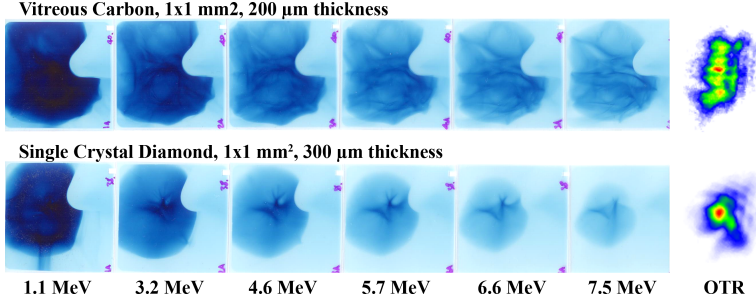 Vitreous Carbon, 1x1 mm2, 200 µm thickness
Single Crystal Diamond, 1x1 mm², 300 µm thickness
1.1 MeV 3.2 MeV 4.6 MeV 5.7 MeV 6.6 MeV 7.5 MeV OTR